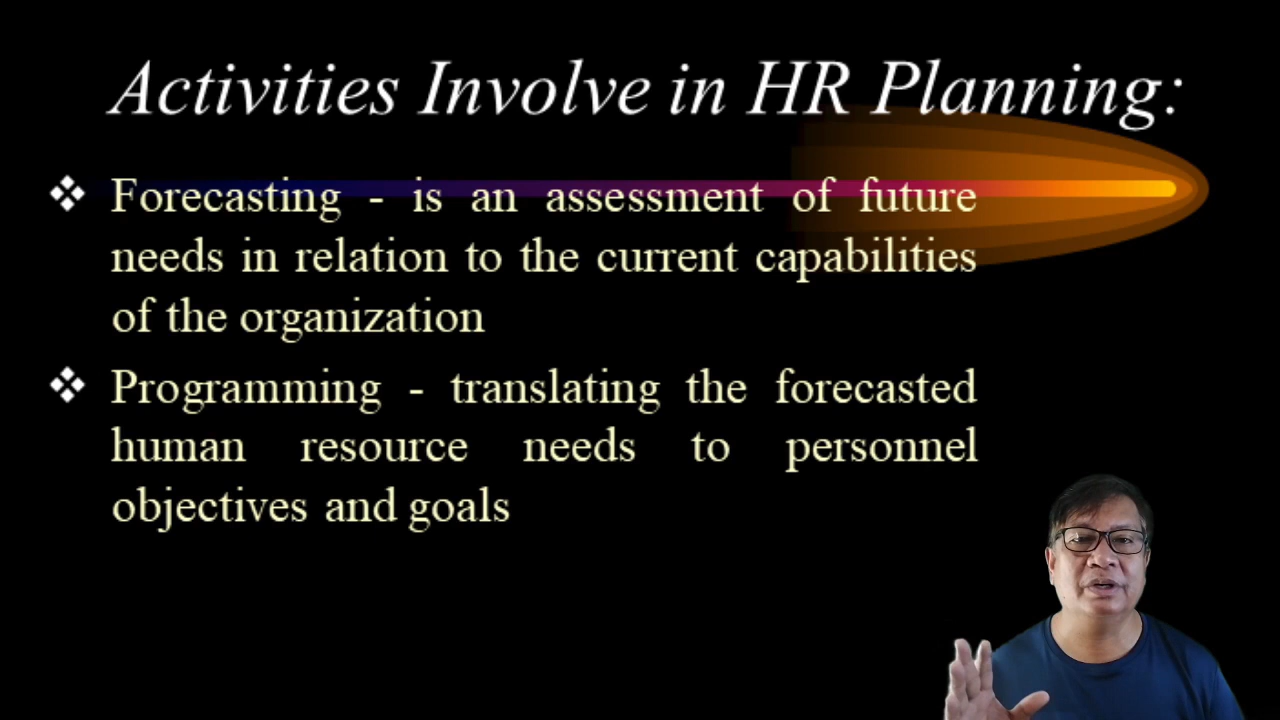 Activities Involve in HR Planning:
❖ Forecasting - is an assessment of future
needs in relation to the current capabilities
of the organization
❖ Programming - translating the forecasted
human resource needs to personnel
objectives and goals